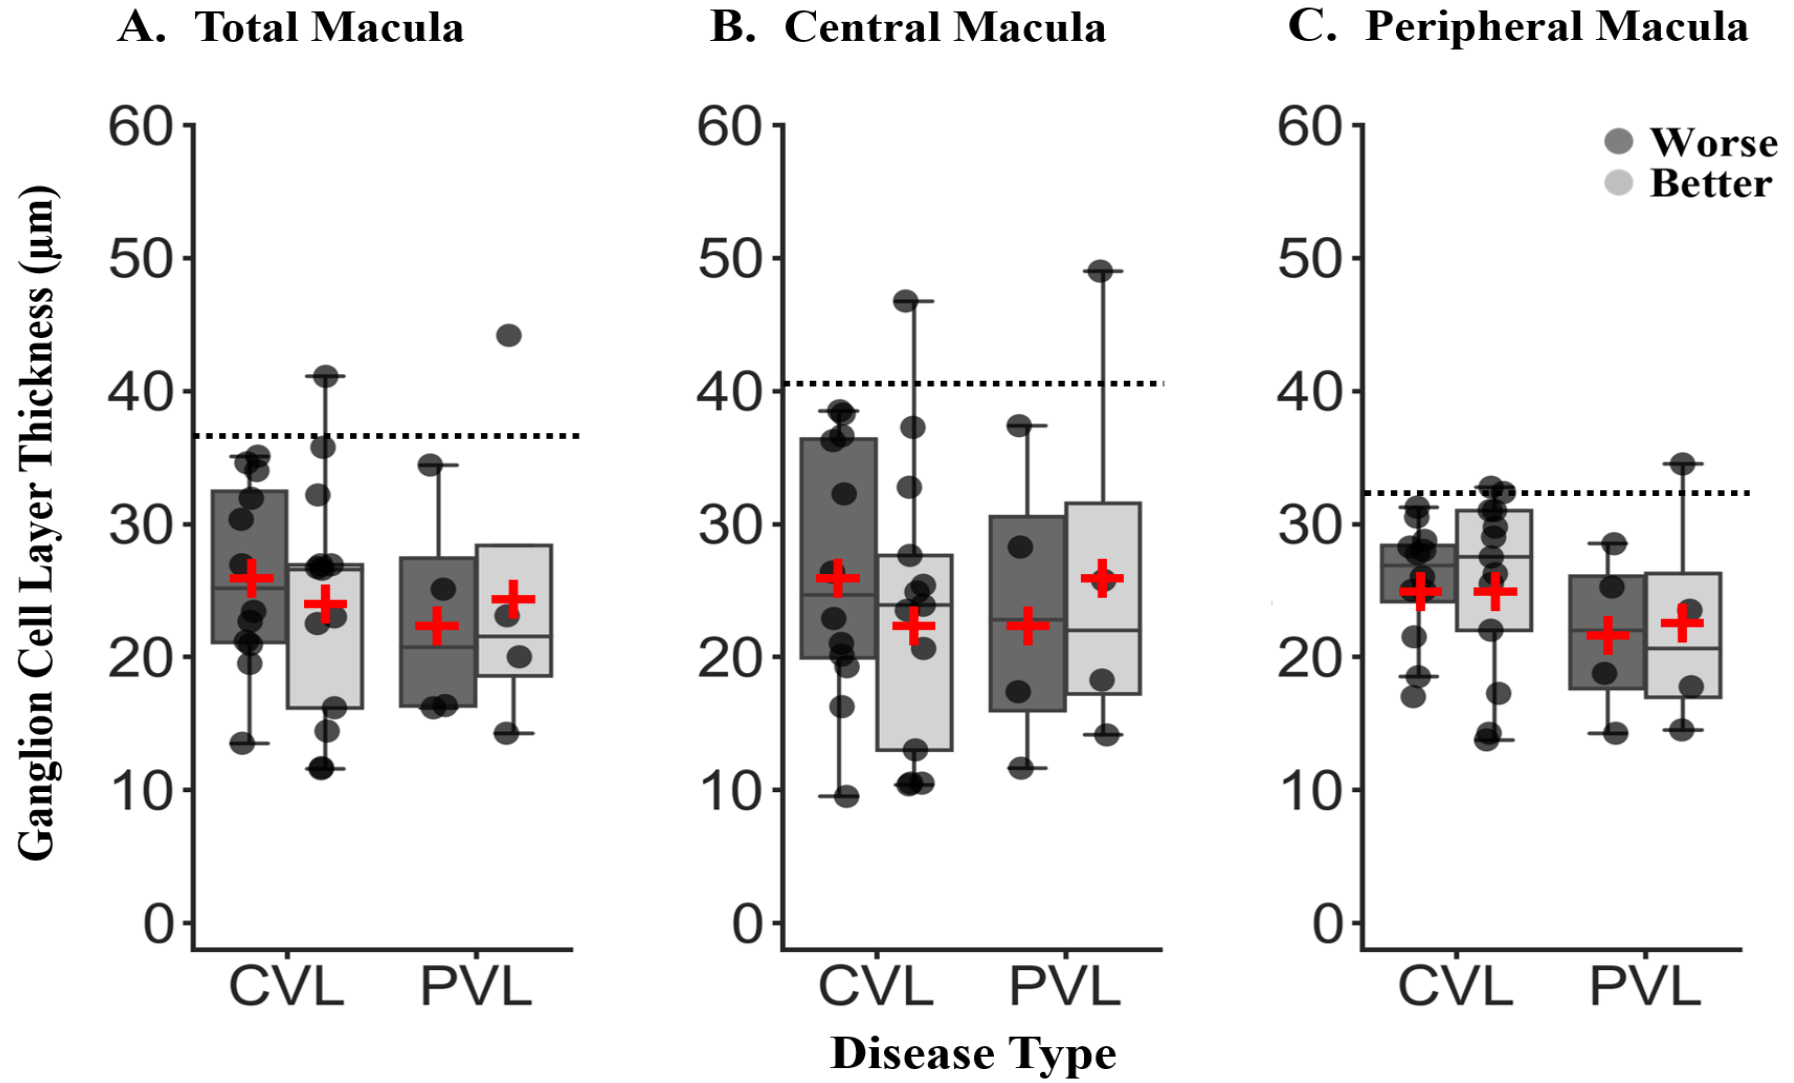 A. Total Macula
B. Central Macula
C. Peripheral Macula
Ganglion Cell Layer Thickness (μm)
60
50
40
30
20
10
0
CVL
PVL
60
50
40
30
20
10
0
CVL
PVL
60
50
40
30
20
10
0
CVL
PVL
Worse
Better
Disease Type